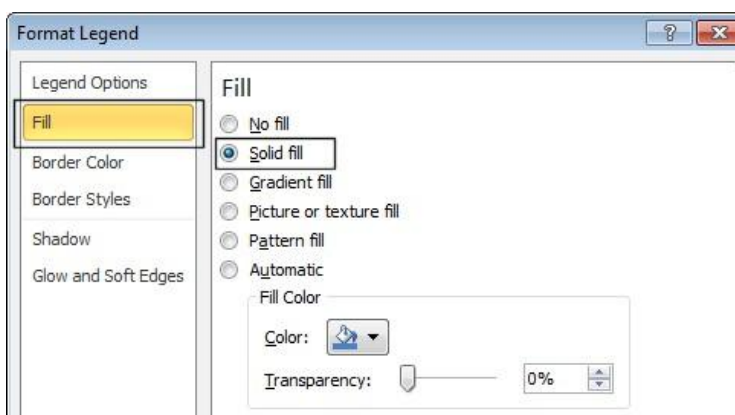 Format Legend
Legend Options
Fill
Border Color
Border Styles
Shadow
Glow and Soft Edges
Fill
No fill
Solid fill
Gradient fill
Picture or texture fill
Pattern fill
Automatic
Fill Color
Color:
Transparency: 0%